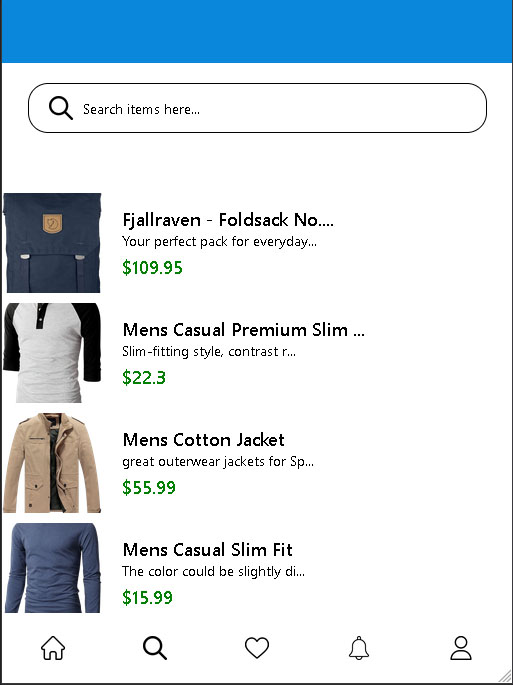 Search items here...
Fjallraven - Foldsack No....
Your perfect pack for everyday...
$109.95
Mens Casual Premium Slim ...
Slim-fitting style, contrast r...
$22.3
Mens Cotton Jacket
great outerwear jackets for Sp...
$55.99
Mens Casual Slim Fit
The color could be slightly di...
$15.99